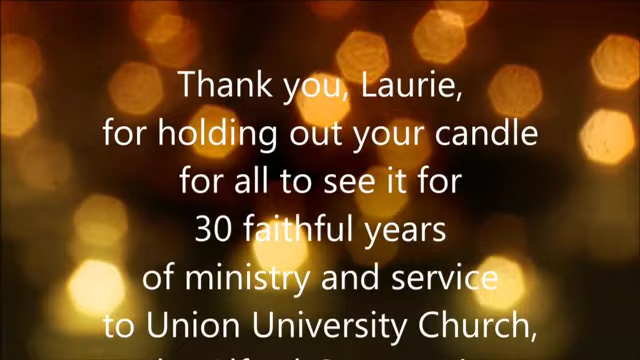 Thank you, Laurie,
for holding out your candle
for all to see it for
30 faithful years
of ministry and service
to Union University Church,